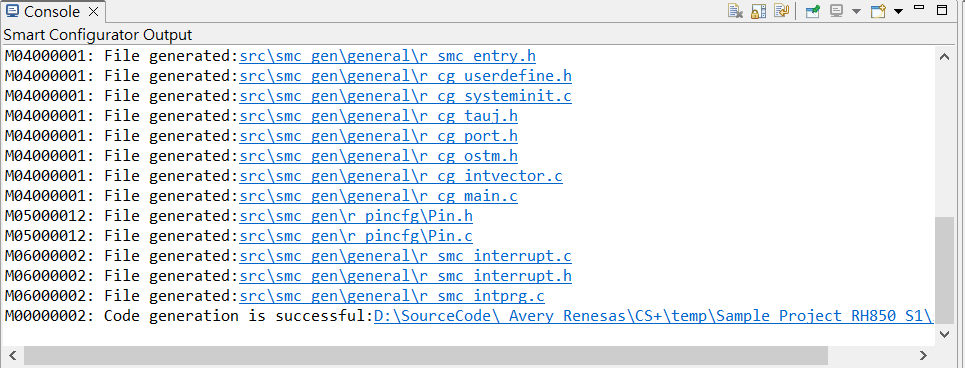 Console
Smart Configurator Output
M04000001: File generated:src\smc_gen\general\r_smc_entry.h
M04000001: File generated:src\smc_gen\general\r_cg_userdefine.h
M04000001: File generated:src\smc_gen\general\r_cg_systeminit.c
M04000001: File generated:src\smc_gen\general\r_cg_tauj.h
M04000001: File generated:src\smc_gen\general\r_cg_port.h
M04000001: File generated:src\smc_gen\general\r_cg_ostm.h
M04000001: File generated:src\smc_gen\general\r_cg_intvector.c
M04000001: File generated:src\smc_gen\general\r_cg_main.c
M05000012: File generated:src\smc_gen\r_pincfg\Pin.h
M05000012: File generated:src\smc_gen\r_pincfg\Pin.c
M06000002: File generated:src\smc_gen\general\r_smc_interrupt.c
M06000002: File generated:src\smc_gen\general\r_smc_interrupt.h
M06000002: File generated:src\smc_gen\general\r_smc_intprg.c
M00000002: Code generation is successful:D:\SourceCode\_Avery_Renesas\CS+\temp\Sample_Project_RH850_S1\